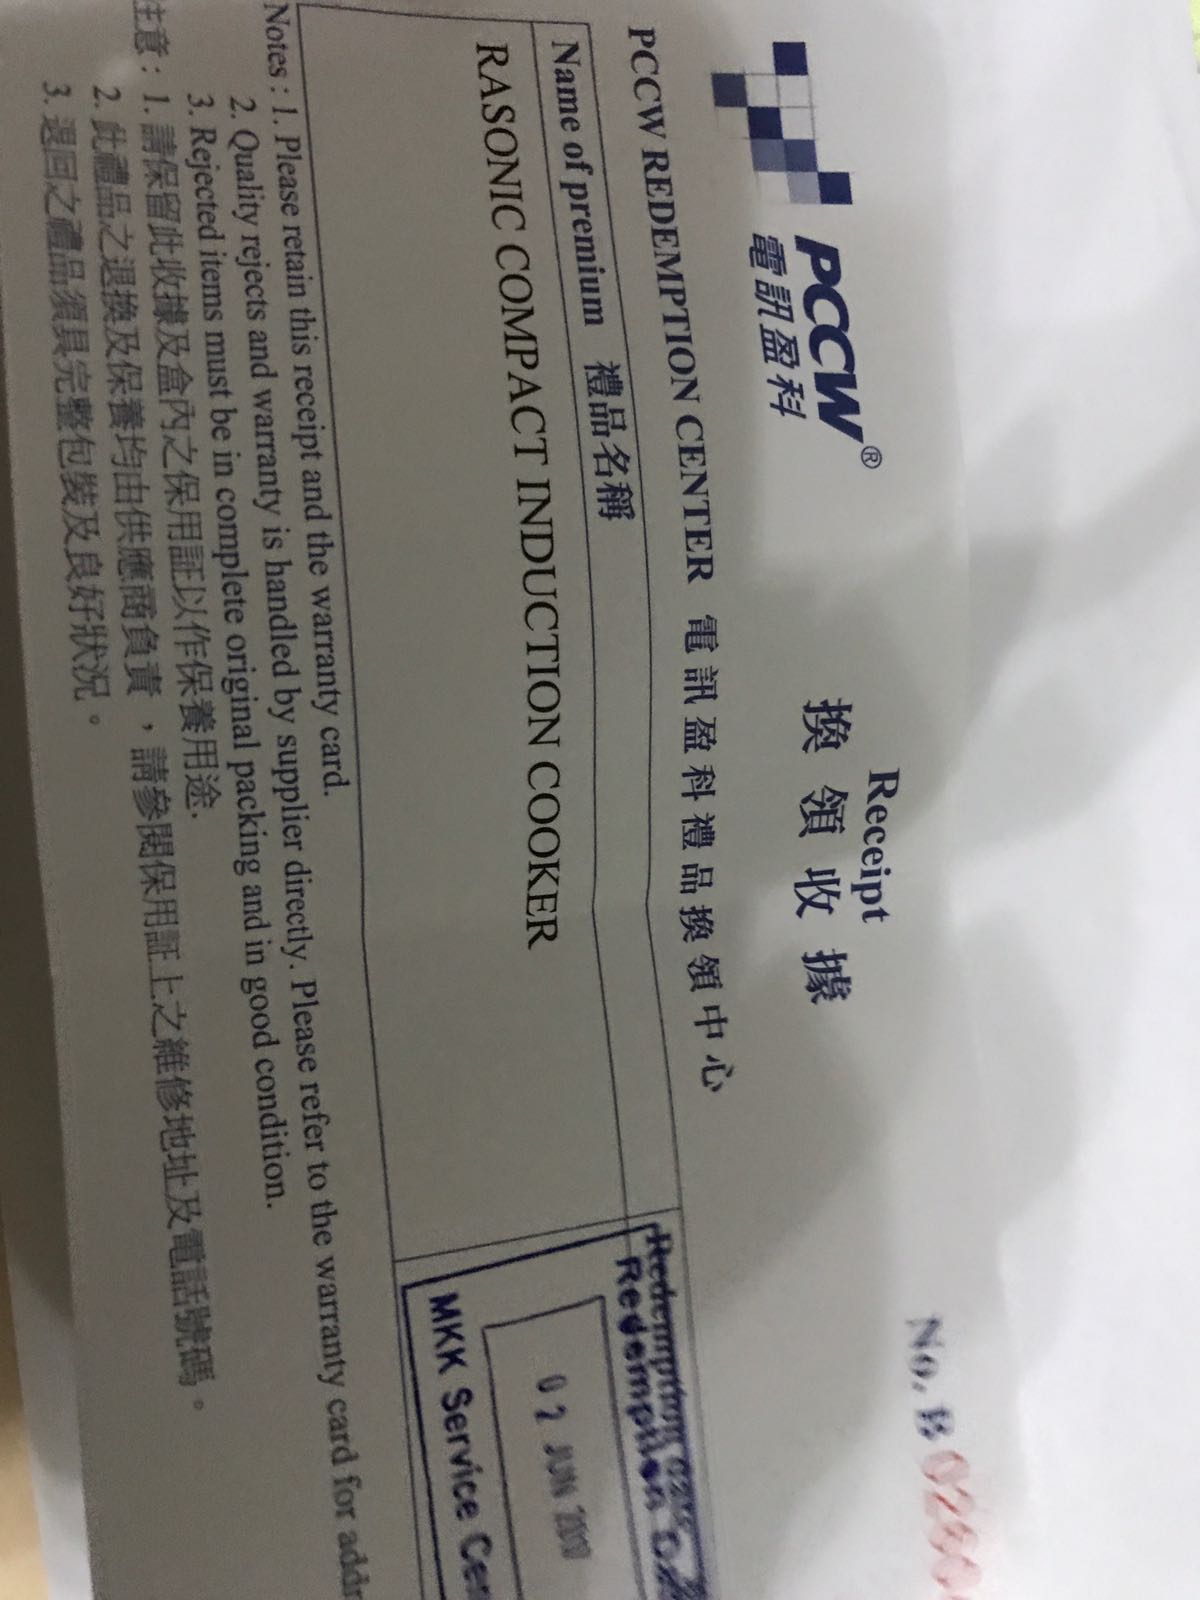 PCCW®
電訊盈科
Receipt
換領收據
No. B
PCCW REDEMPTION CENTER 電訊盈科禮品換領中心
Name of premium 禮品名稱
Redemption
RASONIC COMPACT INDUCTION COOKER
Redemption
02 JUN
MKK Service
Notes : 1. Please retain this receipt and the warranty card.
2. Quality rejects and warranty is handled by supplier directly. Please refer to the warranty card for addr
3. Rejected items must be in complete original packing and in good condition.
注意 : 1. 請保留此收據及盒內之保用証以作保養用途.
2. 此禮品之退換及保養均由供應商負責，請參閱保用証上之維修地址及電話號碼。
3. 退回之禮品須具完整包裝及良好狀況。